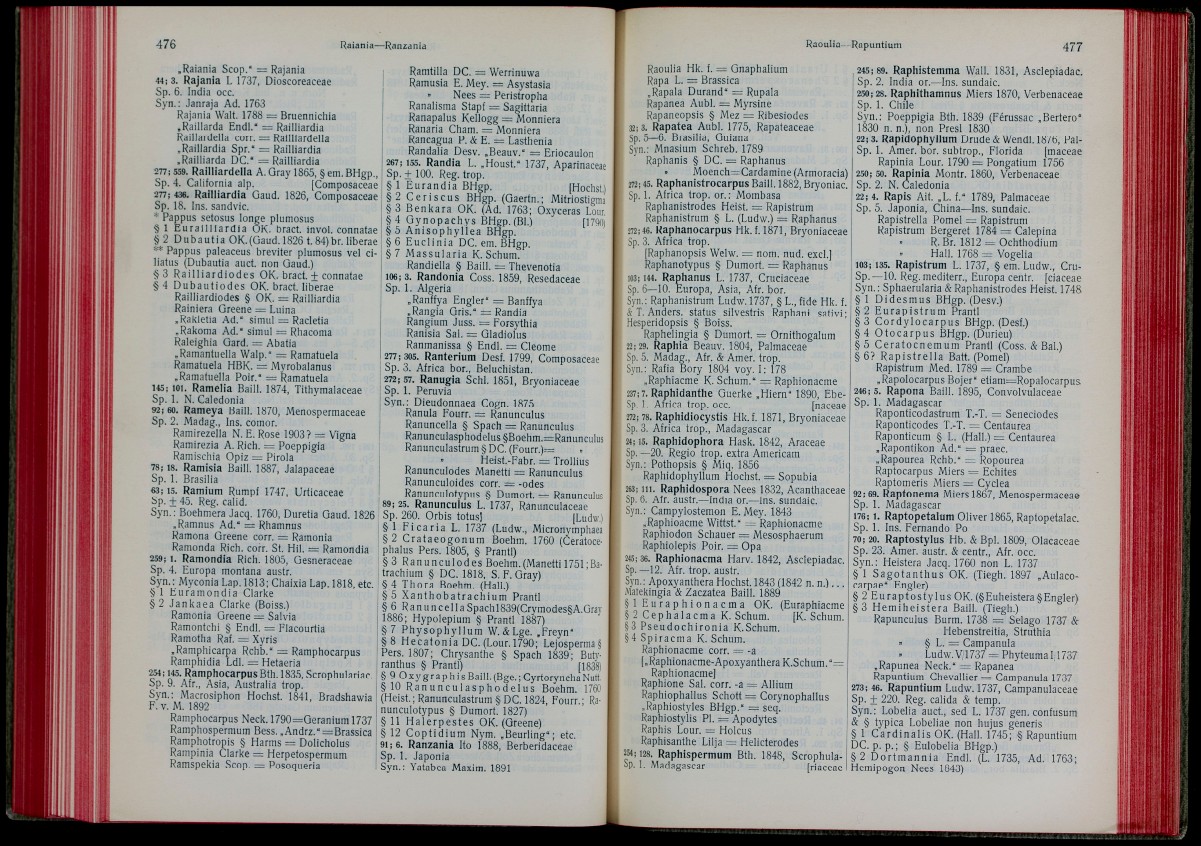 476
Raiania—Ranzania
„Raiania Scop.“ = Rajania
44; 3. Rajania L 1737, Dioscoreaceae
Sp. 6. India occ.
Syn.: Janraja Ad. 1763
Rajania Walt. 1788 = Bruennichia
„Raillarda Endl.“ = Railliardia
Raillardella corr. = Railliardella
„Raillardia Spr.“ = Railliardia
„Railliarda DC.“ = Railliardia
277; 559. Railliardella A. Gray 1865, § em. BHgp.,
Sp. 4. California alp. [Composaceae
277; 436. Railliardia Gaud. 1826, Composaceae
Sp. 18. Ins. sandvic.
* Pappus setosus longe plumosus
§ 1 Eurailliardia OK. bract. invol. connatae
§ 2 Dubautia OK. (Gaud. 1826 t. 84) br. liberae
** Pappus paleaceus breviter plumosus vel ci-
liatus (Dubautia auct. non Gaud.)
§ 3 Railliardiodes OK. bract. ± connatae
§ 4 Dubautiodes OK. bract. liberae
Railliardiodes § OK. = Railliardia
Rainiera Greene = Luina
„Rakletia Ad.“ simul = Racletia
„Rakoma Ad.“ simul = Rhacoma
Raleighia Gard. = Abatia
„Ramantuella Walp.“ = Ramatuela
Ramatuela HBK. = Myrobalanus
„Ramatuella Poir.“ = Ramatuela
145; 101. Ramelia Baill. 1874, Tithymalaceae
Sp. 1. N. Caledonia
92; 60. Rameya Baill. 1870, Menospermaceae
Sp. 2. Madag., Ins. comor.
Ramirezella N. E. Rose 1903? = Vigna
Ramirezia A. Rich. = Poeppigia
Ramischia Opiz = Pirola
78; 18. Ramisia Baill. 1887, Jalapaceae
Sp. 1. Brasilia
63; 15. Ramium Rumpf 1747, Urticaceae
Sp. ± 45. Reg. calid.
Syn.: Boehmera Jacq. 1760, Duretia Gaud. 1826
„Ramnus Ad.“ = Rhamnus
Ramona Greene corr. = Ramonia
Ramonda Rich. corr. St. Hil. = Ramondia
259; 1. Ramondia Rich. 1805, Gesneraceae
Sp. 4. Europa montana austr.
Syn.: Myconia Lap. 1813; Chaixia Lap. 1818, etc.
§ 1 Euramondia Clarke
§ 2 Jankaea Clarke (Boiss.)
Ramonia Greene = Salvia
Ramontchi § Endl. = Flacourtia
Ramotha Raf. = Xyris
„Ramphicarpa Rchb.“ = Ramphocarpus
Ramphidia Ldl. = Hetaeria
254; 145. Ramphocarpus Bth. 1835, Scrophulariac.
Sp. 9. Afr., Asia, Australia trop.
Syn.: Macrosiphon Hochst. 1841, Bradshawia
F. v. M. 1892
Ramphocarpus Neck. 1790 = Geranium 1737
Ramphospermum Bess. „Andrz.“ = Brassica
Ramphotropis § Harms = Dolicholus
Rampinia Clarke = Herpetospermum
Ramspekia Scop. = Posoqueria
Ramtilla DC. = Werrinuwa
Ramusia E. Mey. = Asystasia
„ Nees = Peristropha
Ranalisma Stapf = Sagittaria
Ranapalus Kellogg = Monniera
Ranaria Cham. = Monniera
Rancagua P. & E. = Lasthenia
Randalia Desv. „Beauv.“ = Eriocaulon
267; 155. Randia L. „Houst.“ 1737, Aparinaceae
Sp. ± 100. Reg. trop.
§ 1 Eurandia BHgp. [Hochst.)
§ 2 Ceriscus BHgp. (Gaertn.; Mitriostigma
§ 3 Benkara OK. (Ad. 1763; Oxyceras Lour.
§ 4 Gynopachys BHgp. (Bl.) [1790)
§ 5 Anisophyllea BHgp.
§ 6 Euclinia DC. em. BHgp.
§ 7 Massularia K. Schum.
Randiella § Baill. = Thevenotia
106; 3. Randonia Coss. 1859, Resedaceae
Sp. 1. Algeria
„Ranffya Engler“ = Banffya
„Rangia Gris.“ = Randia
Rangium Juss. = Forsythia
Ranisia Sal. = Gladiolus
Ranmanissa § Endl. = Cleome
277; 305. Ranterium Desf. 1799, Composaceae
Sp. 3. Africa bor., Beluchistan.
272; 57. Ranugia Schl. 1851, Bryoniaceae
Sp. 1. Peruvia
Syn.: Dieudonnaea Cogn. 1875
Ranula Fourr. = Ranunculus
Ranuncella § Spach = Ranunculus
Ranunculasphodelus § Boehm. = Ranunculus
Ranunculastrum § DC. (Fourr.) = „
„ Heist.-Fabr. = Trollius
Ranunculodes Manetti = Ranunculus
Ranunculoides corr. = -odes
Ranunculotypus § Dumort. = Ranunculus
89; 25. Ranunculus L. 1737, Ranunculaceae
Sp. 260. Orbis totus] [Ludw.)
§ 1 Ficaria L. 1737 (Ludw., Microtymphaei
§ 2 Crataeogonum Boehm. 1760 (Ceratoce-
phalus Pers. 1805, § Prantl)
§ 3 Ranunculodes Boehm. (Manetti 1751; Ba-
trachium § DC. 1818, S. F. Gray)
§ 4 Thora Boehm. (Hall.)
§ 5 Xanthobatrachium Prantl
§ 6 Ranuncella Spach 1839 (Crymodes § A. Gray
1886; Hypolepium § Prantl 1887)
§ 7 Physophyllum W. & Lge. „Freyn“
§ 8 Hecatonia DC. (Lour. 1790; Lejosperma §
Pers. 1807; Chrysanthe § Spach 1839; Buty-
ranthus § Prantl) [1838)
§ 9 Oxygraphis Baill. (Bge.; Cyrtoryncha Nutt.
§ 10 Ranunculasphodelus Boehm. 1760
(Heist.; Ranunculastrum § DC. 1824, Fourr.; Ra-
nunculotypus § Dumort. 1827)
§ 11 Halerpestes OK. (Greene)
§ 12 Coptidium Nym. „Beurling“; etc.
91; 6. Ranzania Ito 1888, Berberidaceae
Sp. 1. Japonia
Syn.: Yatabea Maxim. 1891
Raoulia—Rapuntium
477
Raoulia Hk. f. = Gnaphalium
Rapa L. = Brassica
„Rapala Durand“ = Rupala
Rapanea Aubl. = Myrsine
Rapaneopsis § Mez = Ribesiodes
32; 3. Rapatea Aubl. 1775, Rapateaceae
Sp. 5—6. Brasilia, Guiana
Syn.: Mnasium Schreb. 1789
Raphanis § DC. = Raphanus
„ Moench = Cardamine (Armoracia)
272; 45. Raphanistrocarpus Baill. 1882, Bryoniac.
Sp. 1. Africa trop. or.: Mombasa
Raphanistrodes Heist. = Rapistrum
Raphanistrum § L. (Ludw.) = Raphanus
272; 46. Raphanocarpus Hk. f. 1871, Bryoniaceae
Sp. 3. Africa trop.
[Raphanopsis Welw. = nom. nud. excl.]
Raphanotypus § Dumort. = Raphanus
103; 144. Raphanus L. 1737, Cruciaceae
Sp. 6—10. Europa, Asia, Afr. bor.
Syn.: Raphanistrum Ludw. 1737, § L., fide Hk. f.
& T. Anders. status silvestris Raphani sativi;
Hesperidopsis § Boiss.
Raphelingia § Dumort. = Ornithogalum
22; 29. Raphia Beauv. 1804, Palmaceae
Sp. 5. Madag., Afr. & Amer. trop.
Syn.: Rafia Bory 1804 voy. I: 178
„Raphiacme K. Schum.“ = Raphionacme
237; 7. Raphidanthe Guerke „Hiern“ 1890, Ebe-
Sp. 1. Africa trop. occ. [naceae
272; 78. Raphidiocystis Hk. f. 1871, Bryoniaceae
Sp. 3. Africa trop., Madagascar
24; 15. Raphidophora Hask. 1842, Araceae
Sp. —20. Regio trop. extra Americam
Syn.: Pothopsis § Miq. 1856
Raphidophyllum Hochst. = Sopubia
263; 111. Raphidospora Nees 1832, Acanthaceae
Sp. 6. Afr. austr.—India or.—Ins. sundaic.
Syn.: Campylostemon E. Mey. 1843
„Raphioacme Wittst.“ = Raphionacme
Raphiodon Schauer = Mesosphaerum
Raphiolepis Poir. = Opa
245; 36. Raphionacma Harv. 1842, Asclepiadac.
Sp. —12. Afr. trop. austr.
Syn.: Apoxyanthera Hochst. 1843 (1842 n. n.) . . .
Matekingia & Zaczatea Baill. 1889
§ 1 Euraphionacma OK. (Euraphiacme
§ 2 Cephalacma K. Schum. [K. Schum.
§ 3 Pseudochironia K. Schum.
§ 4 Spiracma K. Schum.
Raphionacme corr. = -a
[„Raphionacme-Apoxyanthera K. Schum.“ =
Raphionacme]
Raphione Sal. corr. -a = Allium
Raphiophallus Schott = Corynophallus
„Raphiostyles BHgp.“ = seq.
Raphiostylis Pl. = Apodytes
Raphis Lour. = Holcus
Raphisanthe Lilja = Helicterodes
254; 128. Raphispermum Bth. 1848, Scrophula-
Sp. 1. Madagascar [riaceae
245; 89. Raphistemma Wall. 1831, Asclepiadac.
Sp. 2. India or.—Ins. sundaic.
250; 28. Raphithamnus Miers 1870, Verbenaceae
Sp. 1. Chile
Syn.: Poeppigia Bth. 1839 (Férussac „Bertero“
1830 n. n.), non Presl 1830
22; 3. Rapidophyllum Drude & Wendl. 1876, Pal-
Sp. 1. Amer. bor. subtrop., Florida [maceae
Rapinia Lour. 1790 = Pongatium 1756
250; 50. Rapinia Montr. 1860, Verbenaceae
Sp. 2. N. Caledonia
22; 4. Rapis Ait. „L. f.“ 1789, Palmaceae
Sp. 5. Japonia, China—Ins. sundaic.
Rapistrella Pomel = Rapistrum
Rapistrum Bergeret 1784 = Calepina
„ R. Br. 1812 = Ochthodium
„ Hall. 1768 = Vogelia
103; 135. Rapistrum L. 1737, § em. Ludw., Cru-
Sp. —10. Reg. mediterr., Europa centr. [ciaceae
Syn.: Sphaerularia & Raphanistrodes Heist. 1748
§ 1 Didesmus BHgp. (Desv.)
§ 2 Eurapistrum Prantl
§ 3 Cordylocarpus BHgp. (Desf.)
§ 4 Otocarpus BHgp. (Durieu)
§ 5 Ceratocnemum Prantl (Coss. & Bal.)
§ 6? Rapistrella Batt. (Pomel)
Rapistrum Med. 1789 = Crambe
„Rapolocarpus Bojer“ etiam = Ropalocarpus
246; 5. Rapona Baill. 1895, Convolvulaceae
Sp. 1. Madagascar
Raponticodastrum T.-T. = Seneciodes
Raponticodes T.-T. = Centaurea
Raponticum § L. (Hall.) = Centaurea
„Rapontikon Ad.“ = praec.
„Rapourea Rchb.“ = Ropourea
Raptocarpus Miers = Echites
Raptomeris Miers = Cyclea
92; 69. Raptonema Miers 1867, Menospermaceae
Sp. 1. Madagascar
176; 1. Raptopetalum Oliver 1865, Raptopetalac.
Sp. 1. Ins. Fernando Po
70; 20. Raptostylus Hb. & Bpl. 1809, Olacaceae
Sp. 23. Amer. austr. & centr., Afr. occ.
Syn.: Heistera Jacq. 1760 non L. 1737
§ 1 Sagotanthus OK. (Tiegh. 1897 „Aulaco-
carpae“ Engler)
§ 2 Euraptostylus OK. (§ Euheistera § Engler)
§ 3 Hemiheistera Baill. (Tiegh.)
Rapunculus Burm. 1738 = Selago 1737 &
Hebenstreitia, Struthia
„ § L. = Campanula
„ Ludw. VI 1737 = Phyteuma I 1737
„Rapunea Neck.“ = Rapanea
Rapuntium Chevallier = Campanula 1737
273; 46. Rapuntium Ludw. 1737, Campanulaceae
Sp. ± 220. Reg. calida & temp.
Syn.: Lobelia auct., sed L. 1737 gen. confusum
& § typica Lobeliae non hujus generis
§ 1 Cardinalis OK. (Hall. 1745; § Rapuntium
DC. p. p.; § Eulobelia BHgp.)
§ 2 Dortmannia Endl. (L. 1735, Ad. 1763;
Hemipogon Nees 1843)